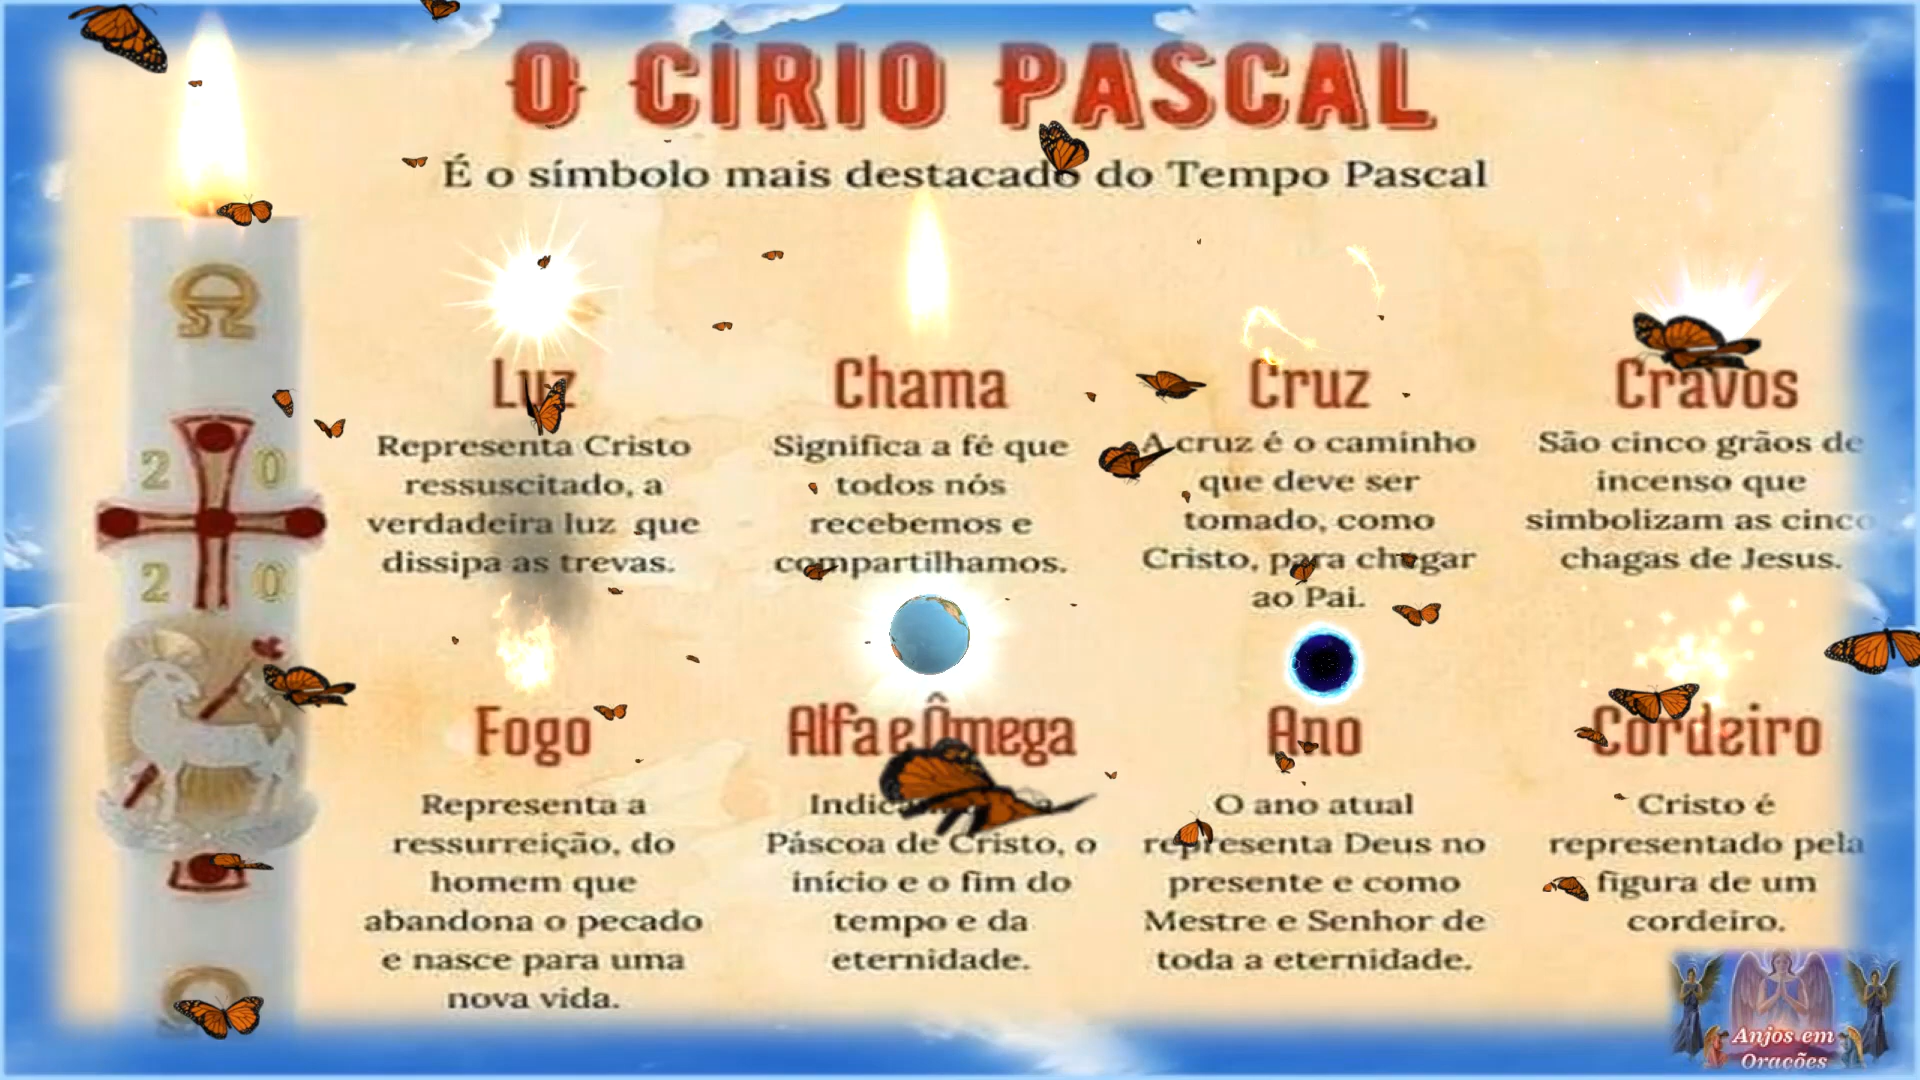 O CIRIO PASCAL
É o símbolo mais destacado do Tempo Pascal
Ω
2 0
2 0
Luz
Representa Cristo
ressuscitado, a
verdadeira luz que
dissipa as trevas.
Chama
Significa a fé que
todos nós
recebemos e
compartilhamos.
Cruz
A cruz é o caminho
que deve ser
tomado, como
Cristo, para chegar
ao Pai.
Cravos
São cinco grãos de
incenso que
simbolizam as cinco
chagas de Jesus.
Fogo
Representa a
ressurreição, do
homem que
abandona o pecado
e nasce para uma
nova vida.
Alfa e Ômega
a
Páscoa de Cristo, o
início e o fim do
tempo e da
eternidade.
Ano
O ano atual
representa Deus no
presente e como
Mestre e Senhor de
toda a eternidade.
Cordeiro
Cristo é
representado pela
figura de um
cordeiro.
Anjos em
Orações